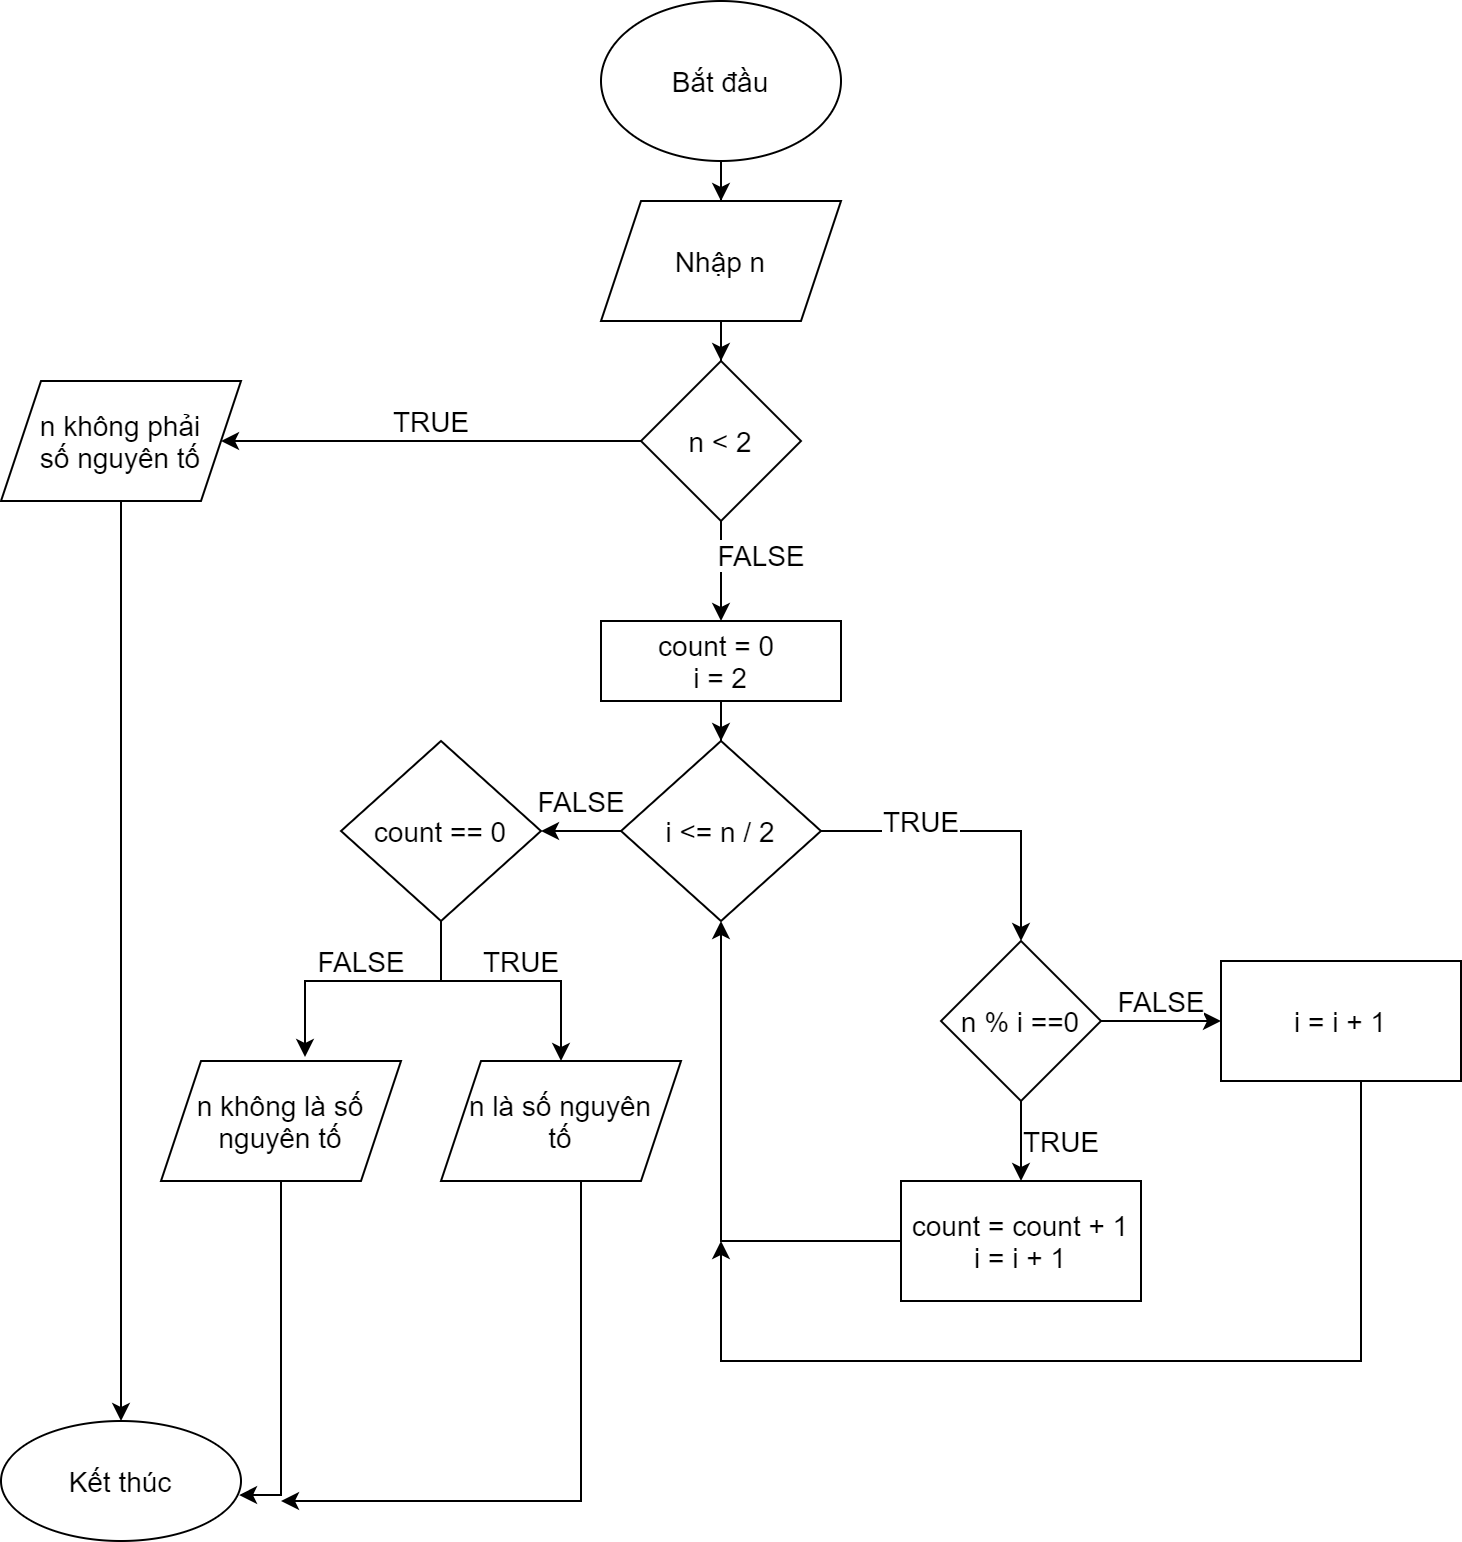 Bắt đầu
Nhập n
n < 2
TRUE
n không phải
số nguyên tố
FALSE
count = 0
i = 2
i <= n / 2
FALSE
count == 0
TRUE
FALSE
TRUE
n không là số
nguyên tố
n là số nguyên
tố
n % i ==0
FALSE
i = i + 1
TRUE
count = count + 1
i = i + 1
Kết thúc